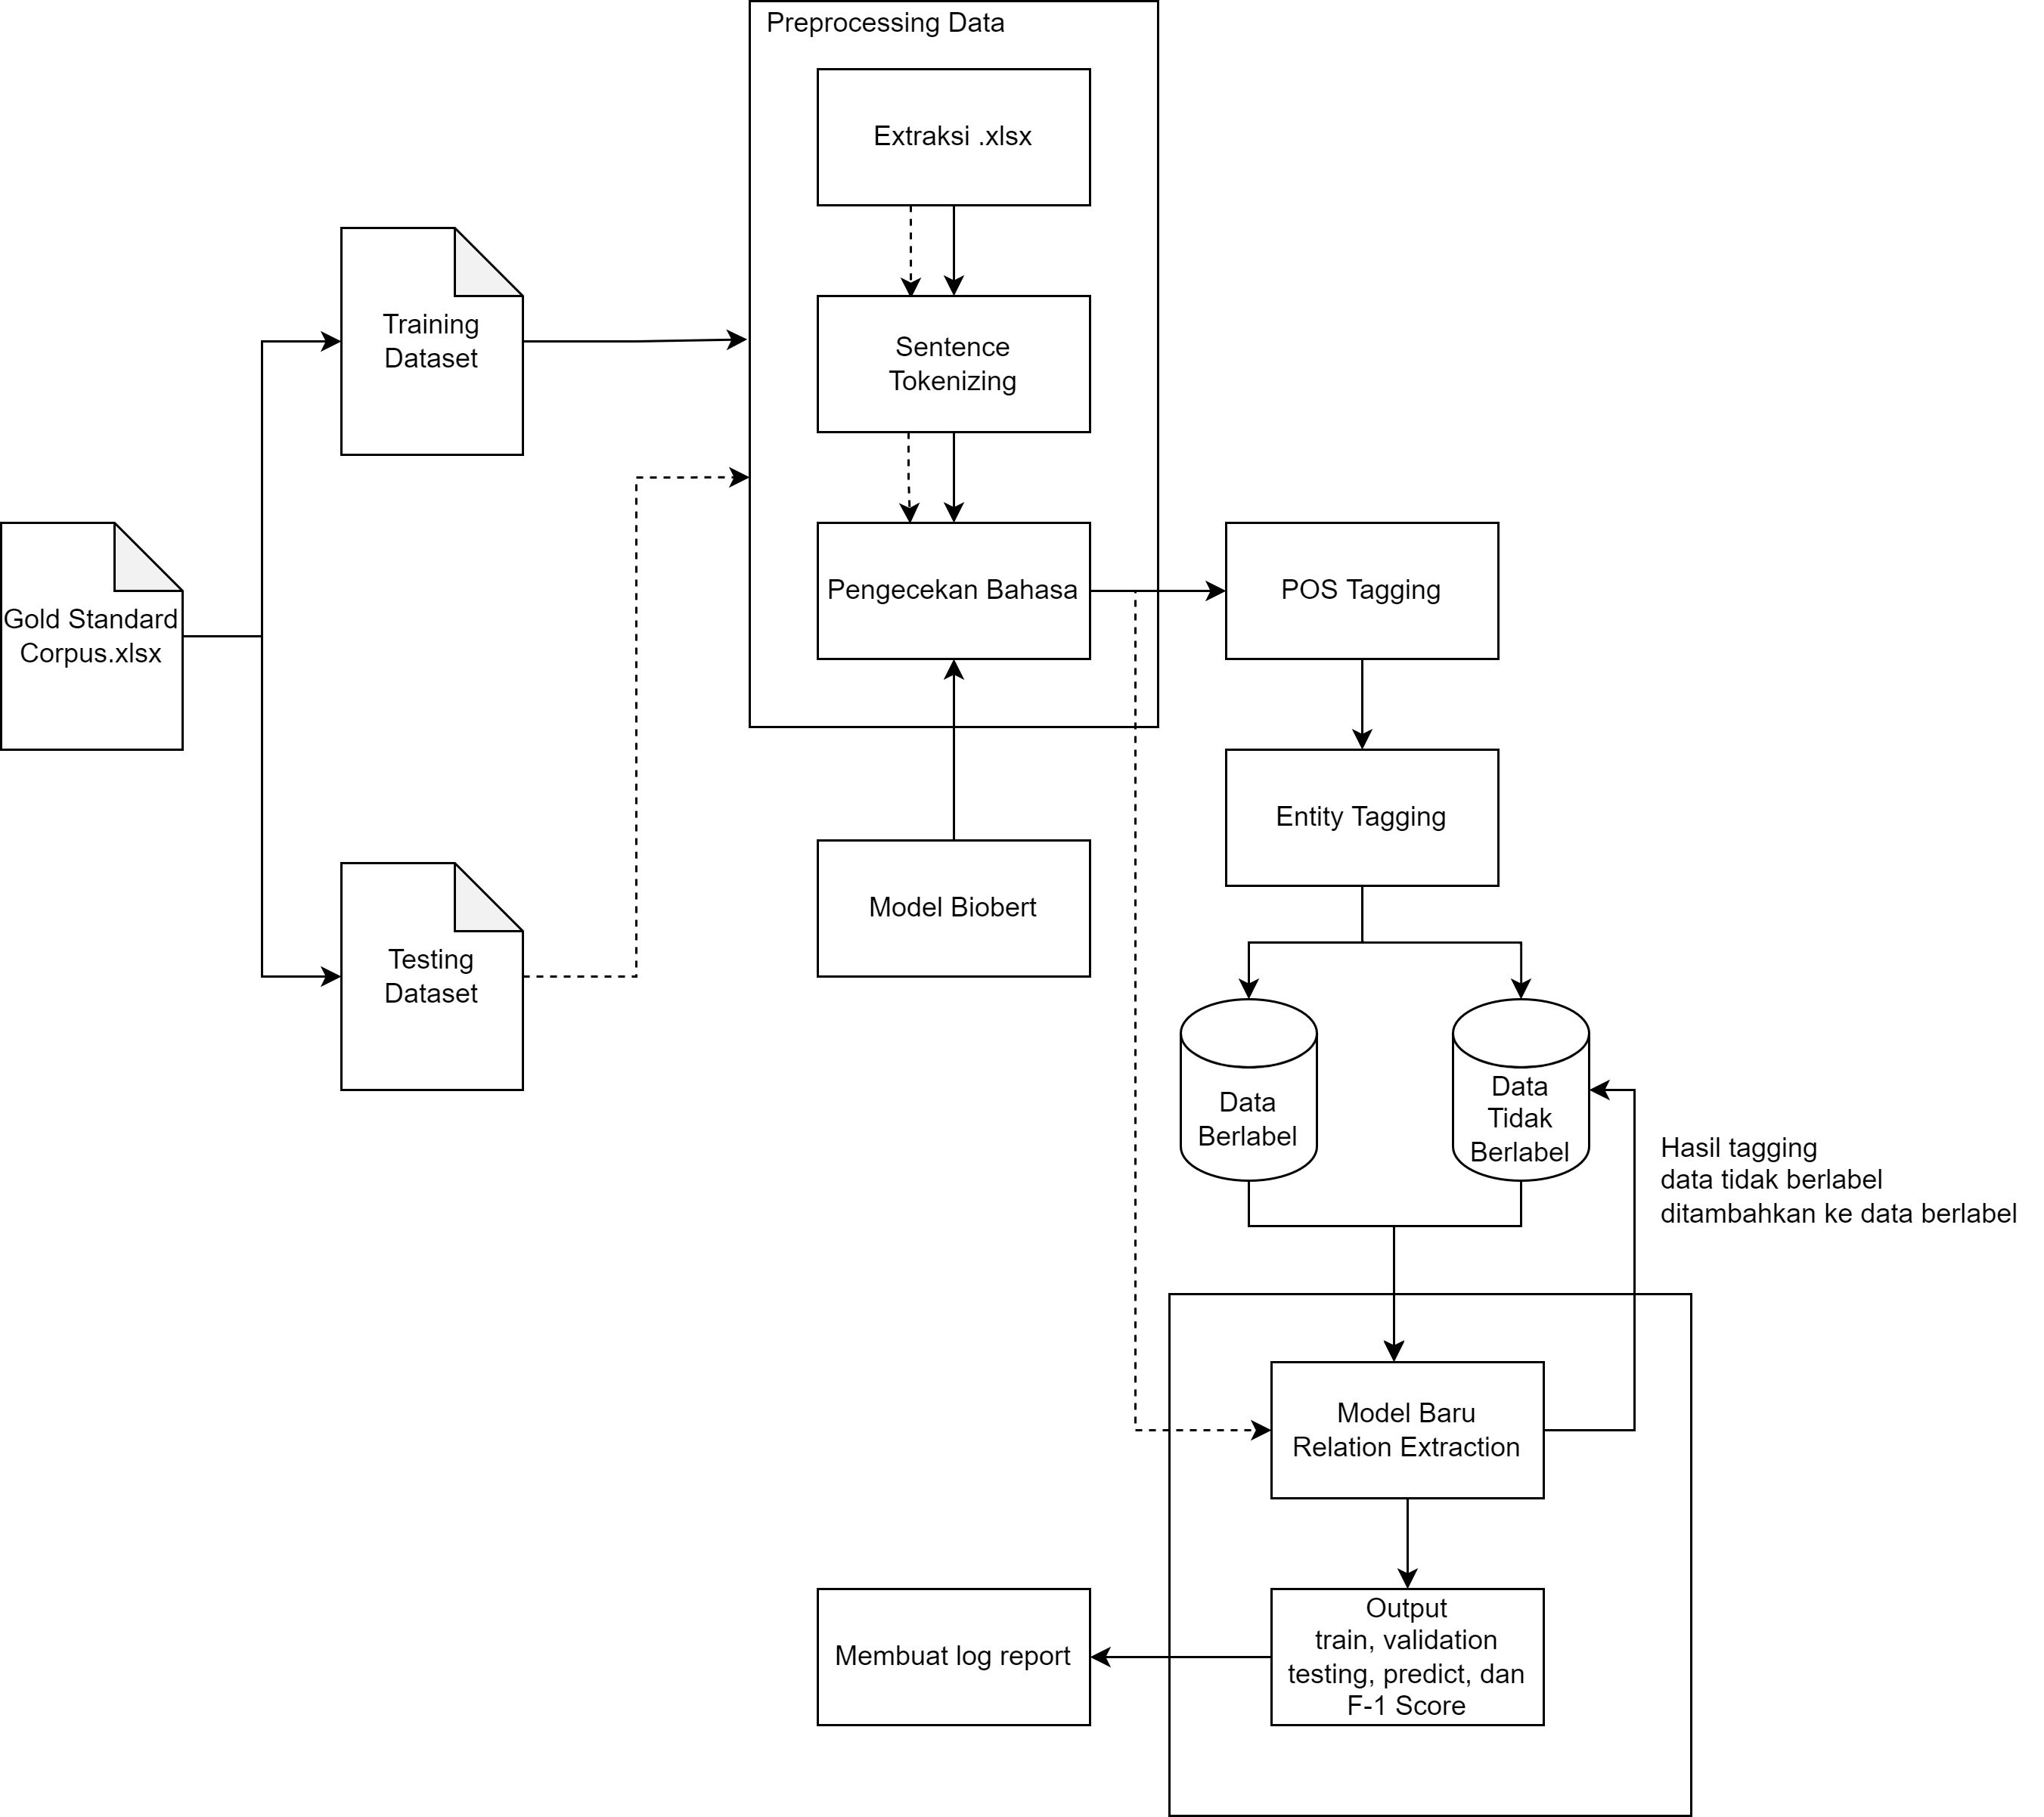 Preprocessing Data
Extraksi .xlsx
Training
Dataset
Sentence
Tokenizing
Gold Standard
Corpus.xlsx
Pengecekan Bahasa
POS Tagging
Entity Tagging
Model Biobert
Testing
Dataset
Data
Berlabel
Data
Tidak
Berlabel
Hasil tagging
data tidak berlabel
ditambahkan ke data berlabel
Model Baru
Relation Extraction
Membuat log report
Output
train, validation
testing, predict, dan
F-1 Score